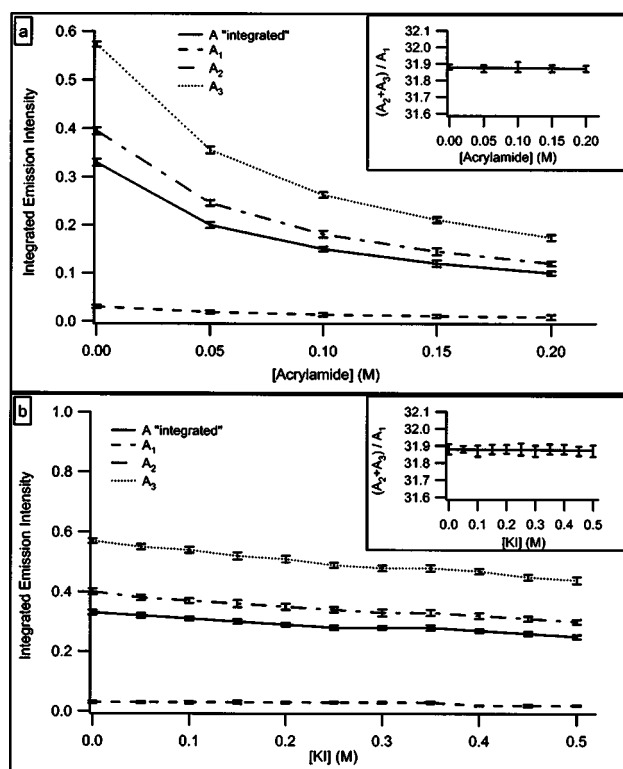 a
A "integrated"
A1
A2
A3
Integrated Emission Intensity
0.6
0.5
0.4
0.3
0.2
0.1
0.0
0.00 0.05 0.10 0.15 0.20
[Acrylamide] (M)
(A2+A3) / A1
32.1
32.0
31.9
31.8
31.7
31.6
0.00 0.05 0.10 0.15 0.20
[Acrylamide] (M)
b
A "integrated"
A1
A2
A3
Integrated Emission Intensity
1.0
0.8
0.6
0.4
0.2
0.0
0.0 0.1 0.2 0.3 0.4 0.5
[KI] (M)
(A2+A3) / A1
32.1
32.0
31.9
31.8
31.7
31.6
0.0 0.1 0.2 0.3 0.4 0.5
[KI] (M)